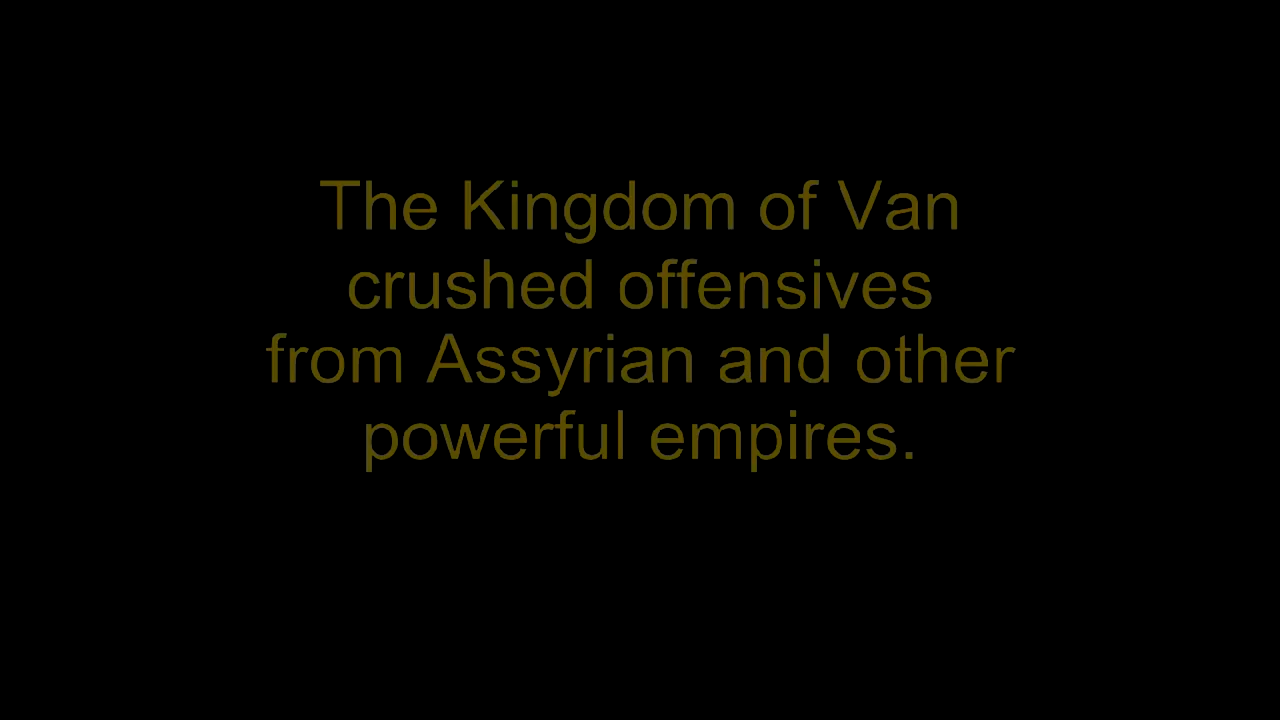 The Kingdom of Van
crushed offensives
from Assyrian and other
powerful empires.